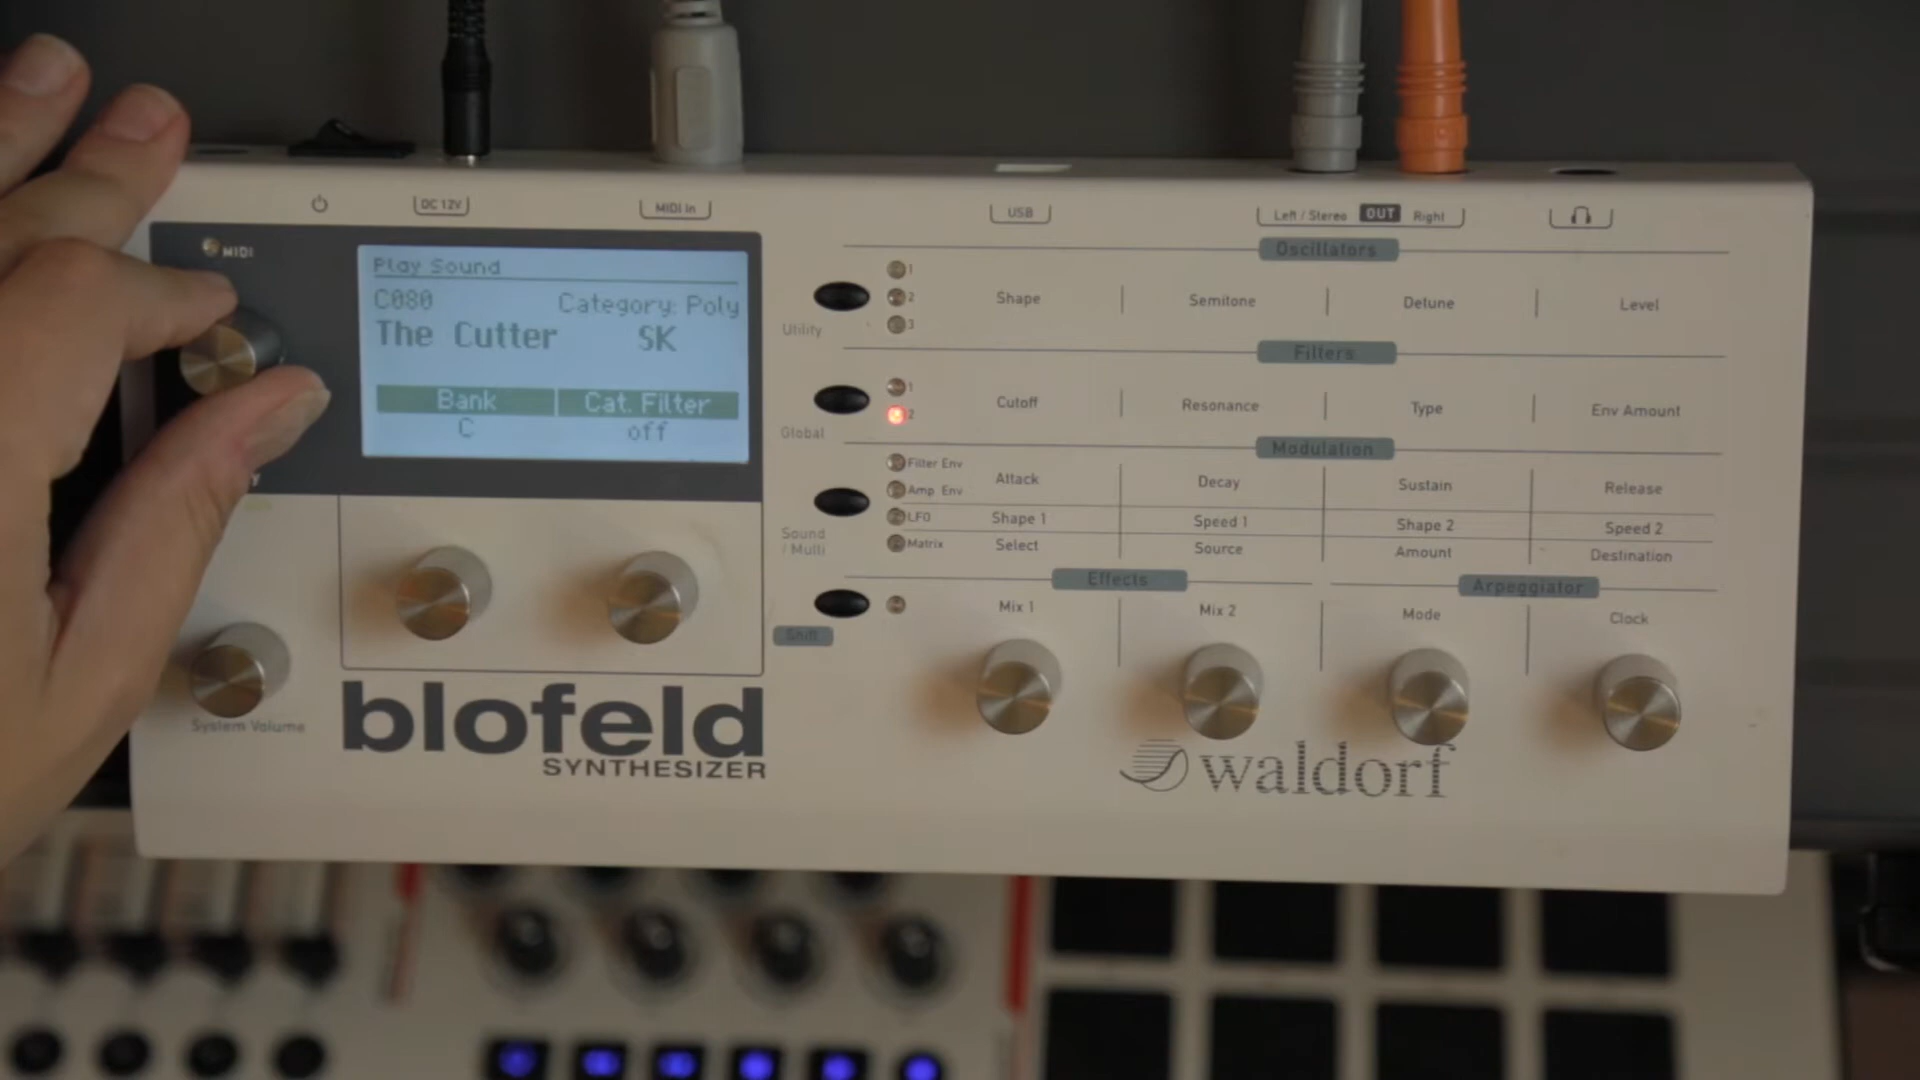 DC 12V
MIDI In
USB
Left / Stereo OUT Right
MIDI
Play Sound
C080 Category: Poly
The Cutter SK
Bank Cat. Filter
C off
System Volume
blofeld
SYNTHESIZER
Oscillators
1
2
3
Utility
Shape Semitone Detune Level
Filters
1
2
Global
Cutoff Resonance Type Env Amount
Modulation
Filter Env Attack Decay Sustain Release
Amp Env
LFO Shape 1 Speed 1 Shape 2 Speed 2
Matrix Select Source Amount Destination
Sound
/ Multi
Effects Arpeggiator
Mix 1 Mix 2 Mode Clock
Shift
waldorf